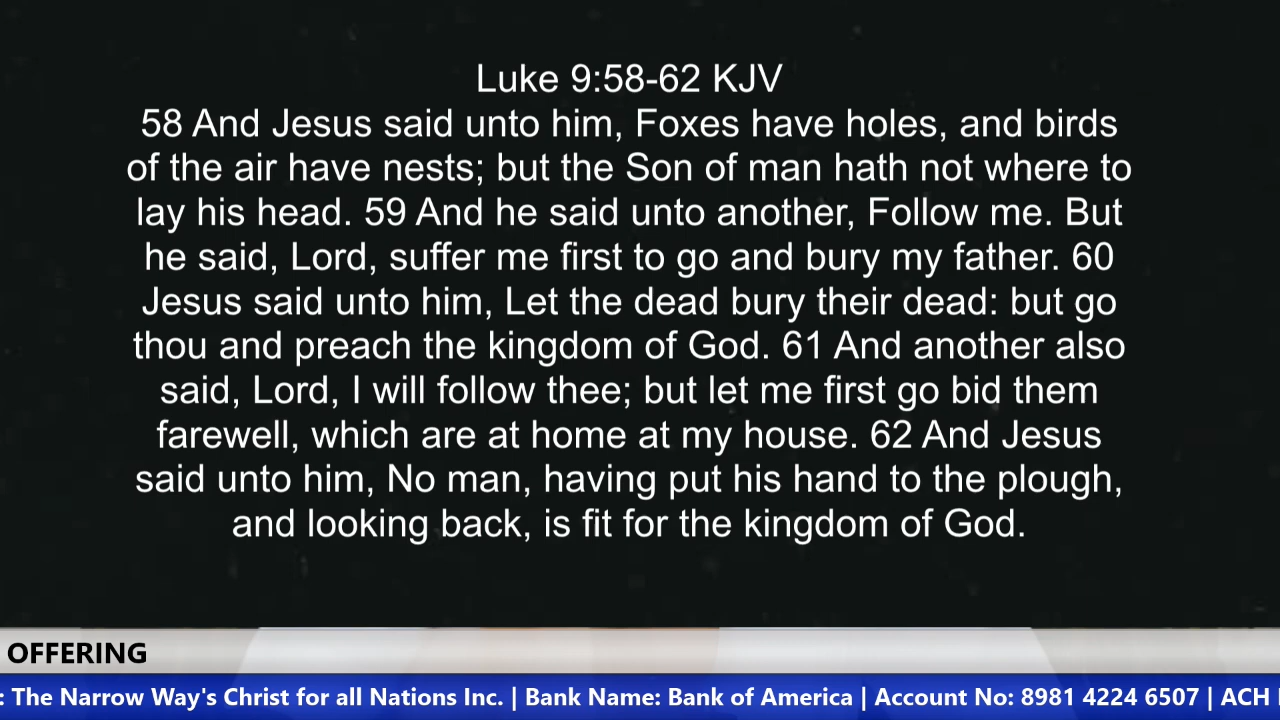 Luke 9:58-62 KJV
58 And Jesus said unto him, Foxes have holes, and birds
of the air have nests; but the Son of man hath not where to
lay his head. 59 And he said unto another, Follow me. But
he said, Lord, suffer me first to go and bury my father. 60
Jesus said unto him, Let the dead bury their dead: but go
thou and preach the kingdom of God. 61 And another also
said, Lord, I will follow thee; but let me first go bid them
farewell, which are at home at my house. 62 And Jesus
said unto him, No man, having put his hand to the plough,
and looking back, is fit for the kingdom of God.
OFFERING
: The Narrow Way's Christ for all Nations Inc. | Bank Name: Bank of America | Account No: 8981 4224 6507 | ACH